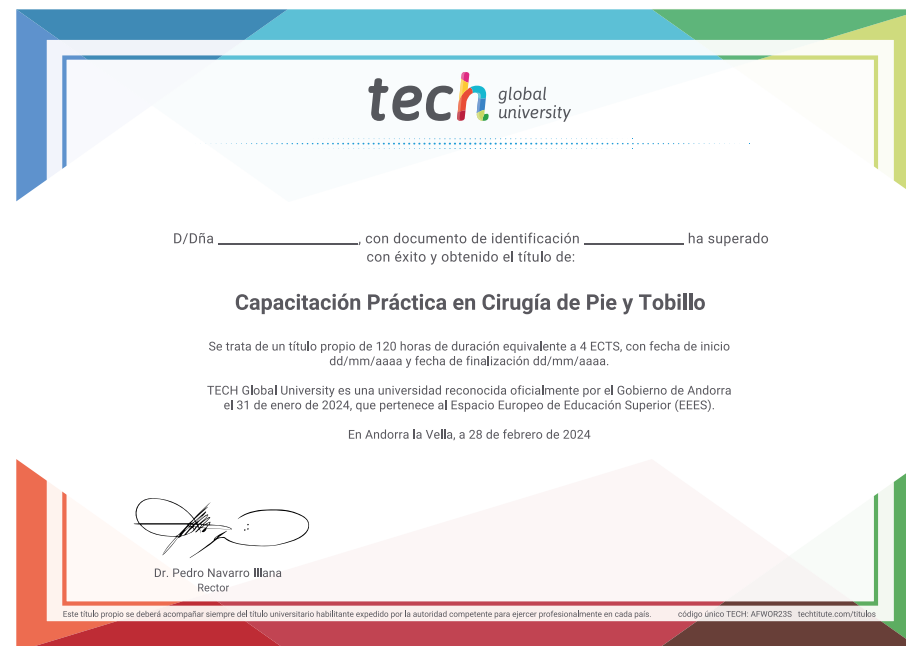 tech global university
D/Dña ____________________, con documento de identificación ______________ ha superado
con éxito y obtenido el título de:
Capacitación Práctica en Cirugía de Pie y Tobillo
Se trata de un título propio de 120 horas de duración equivalente a 4 ECTS, con fecha de inicio
dd/mm/aaaa y fecha de finalización dd/mm/aaaa.
TECH Global University es una universidad reconocida oficialmente por el Gobierno de Andorra
el 31 de enero de 2024, que pertenece al Espacio Europeo de Educación Superior (EEES).
En Andorra la Vella, a 28 de febrero de 2024
Dr. Pedro Navarro Illana
Rector
Este título propio se deberá acompañar siempre del título universitario habilitante expedido por la autoridad competente para ejercer profesionalmente en cada país. código único TECH: AFWOR23S techtitute.com/titulos